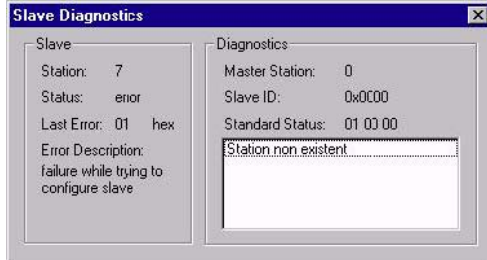 Slave Diagnostics
Slave
Station: 7
Status: error
Last Error: 01 hex
Error Description:
failure while trying to
configure slave
Diagnostics
Master Station: 0
Slave ID: 0x0000
Standard Status: 01 00 00
Station non existent